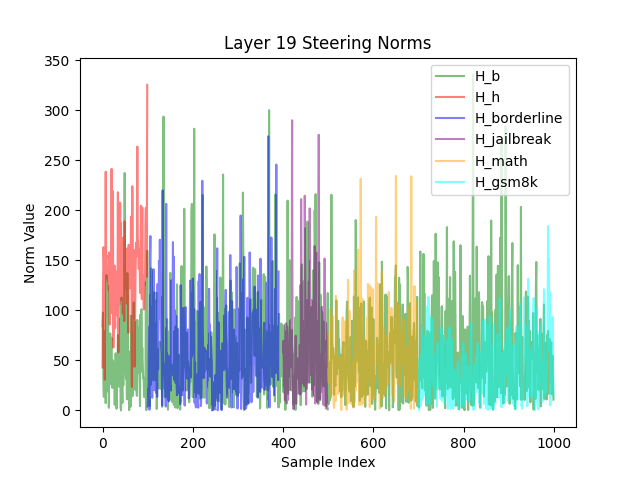 Layer 19 Steering Norms
350
300
250
200
150
100
50
0
Norm Value
H_b
H_h
H_borderline
H_jailbreak
H_math
H_gsm8k
0
200
400
600
800
1000
Sample Index